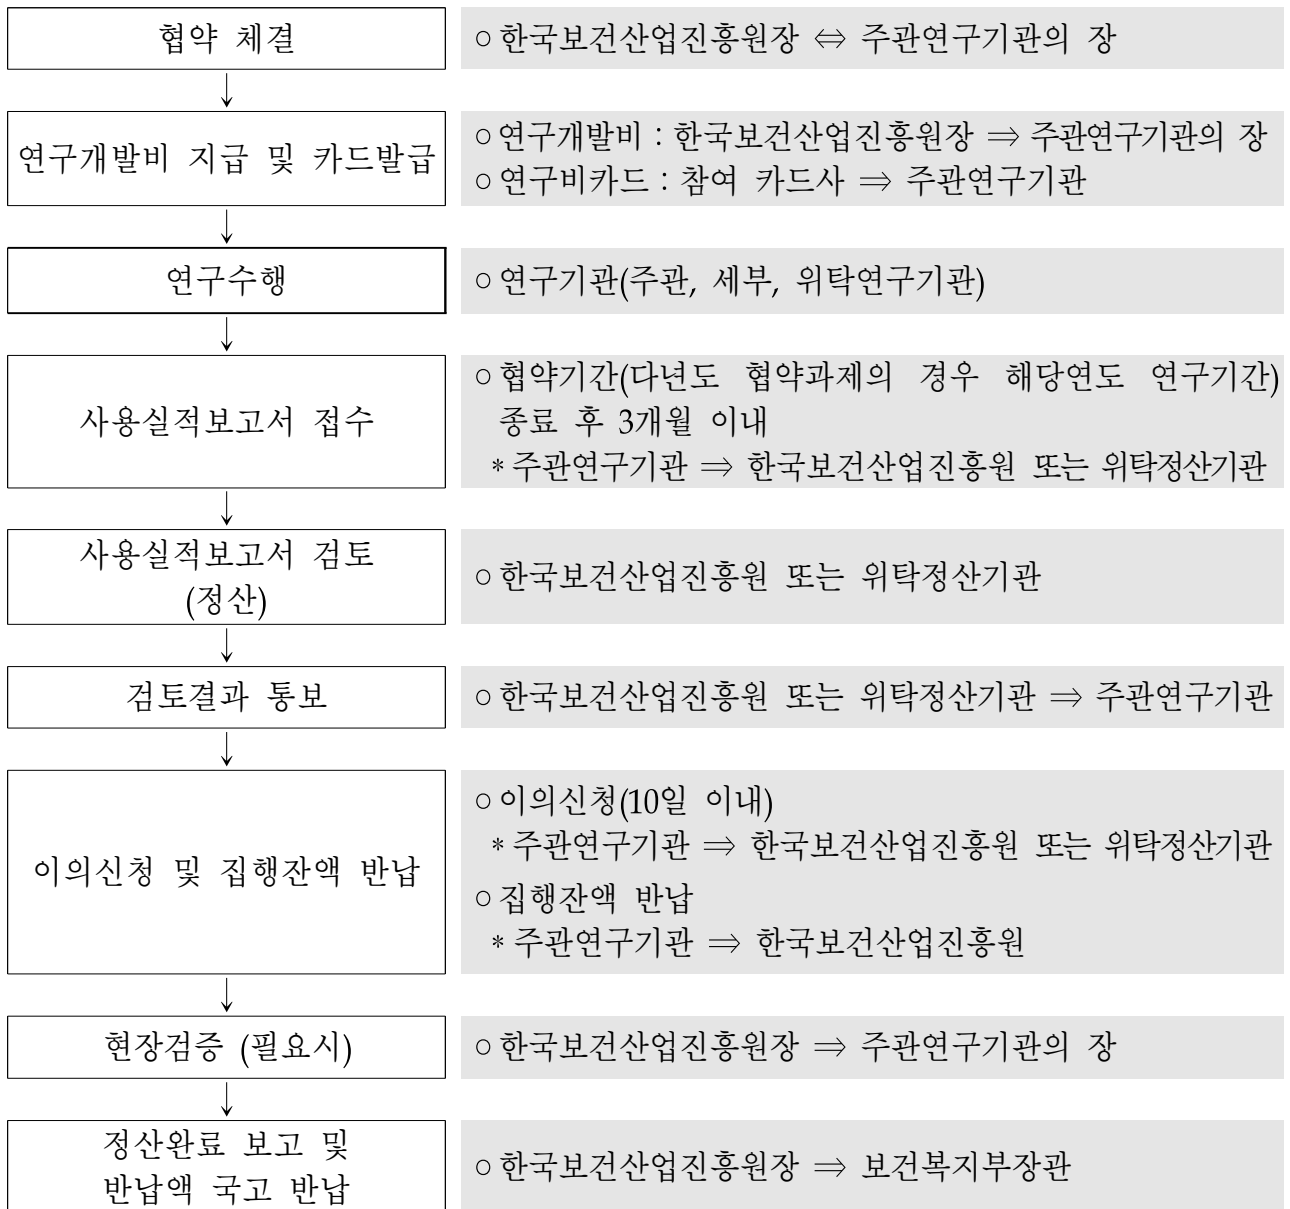 협약 체결
○ 한국보건산업진흥원장 ⇔ 주관연구기관의 장
연구개발비 지급 및 카드발급
○ 연구개발비 : 한국보건산업진흥원장 ⇒ 주관연구기관의 장
○ 연구비카드 : 참여 카드사 ⇒ 주관연구기관
연구수행
○ 연구기관(주관, 세부, 위탁연구기관)
사용실적보고서 접수
○ 협약기간(다년도 협약과제의 경우 해당연도 연구기간)
종료 후 3개월 이내
* 주관연구기관 ⇒ 한국보건산업진흥원 또는 위탁정산기관
사용실적보고서 검토
(정산)
○ 한국보건산업진흥원 또는 위탁정산기관
검토결과 통보
○ 한국보건산업진흥원 또는 위탁정산기관 ⇒ 주관연구기관
이의신청 및 집행잔액 반납
○ 이의신청(10일 이내)
* 주관연구기관 ⇒ 한국보건산업진흥원 또는 위탁정산기관
○ 집행잔액 반납
* 주관연구기관 ⇒ 한국보건산업진흥원
현장검증 (필요시)
○ 한국보건산업진흥원장 ⇒ 주관연구기관의 장
정산완료 보고 및
반납액 국고 반납
○ 한국보건산업진흥원장 ⇒ 보건복지부장관